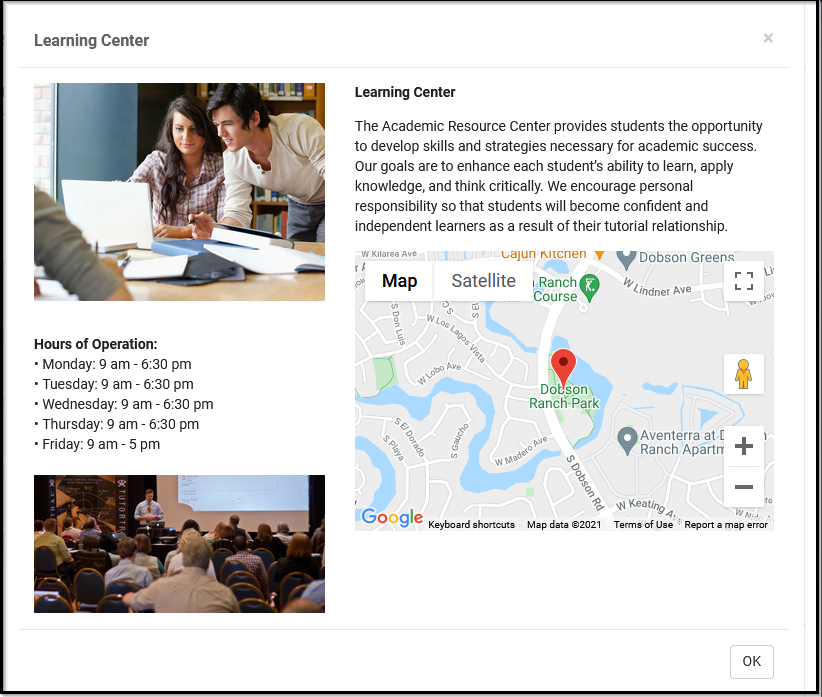 Learning Center
×
Learning Center
The Academic Resource Center provides students the opportunity
to develop skills and strategies necessary for academic success.
Our goals are to enhance each student’s ability to learn, apply
knowledge, and think critically. We encourage personal
responsibility so that students will become confident and
independent learners as a result of their tutorial relationship.
Hours of Operation:
• Monday: 9 am - 6:30 pm
• Tuesday: 9 am - 6:30 pm
• Wednesday: 9 am - 6:30 pm
• Thursday: 9 am - 6:30 pm
• Friday: 9 am - 5 pm
W Kilarea Ave
Cajun Kitchen
Dobson Greens
Map
Satellite
Ranch
Course
W Lindner Ave
S Don Luis
W Los Lagos Vista
W Lobo Ave
Dobson
Ranch Park
S El Dorado
S Playa
S Gaucho
W Madero Ave
Aventerra at D
Ranch Apartm
S Dobson Rd
W Keating Ave
Google
Keyboard shortcuts
Map data ©2021
Terms of Use
Report a map error
TUTORTR
TRAC
OK